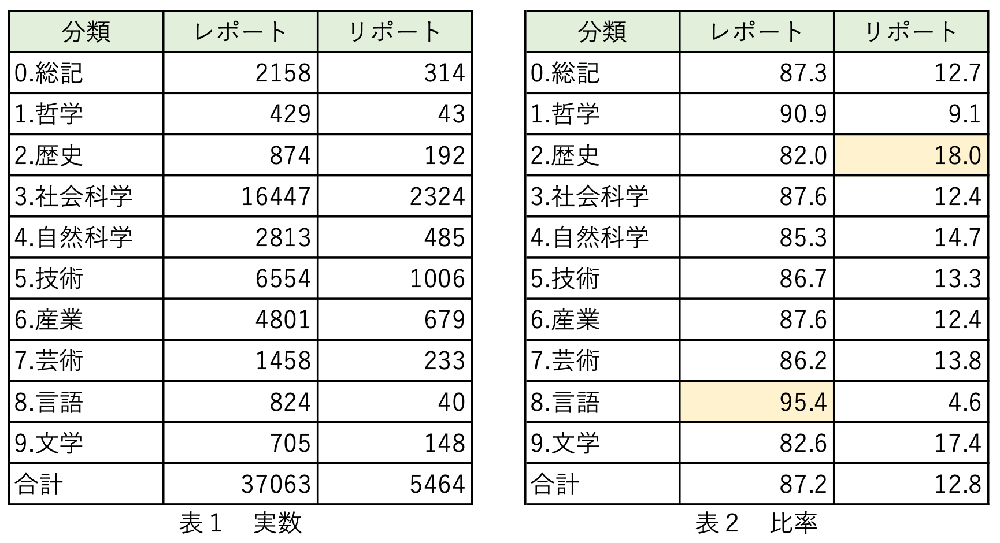 分類 レポート リポート
0.総記 2158 314
1.哲学 429 43
2.歴史 874 192
3.社会科学 16447 2324
4.自然科学 2813 485
5.技術 6554 1006
6.産業 4801 679
7.芸術 1458 233
8.言語 824 40
9.文学 705 148
合計 37063 5464
表1 実数
分類 レポート リポート
0.総記 87.3 12.7
1.哲学 90.9 9.1
2.歴史 82.0 18.0
3.社会科学 87.6 12.4
4.自然科学 85.3 14.7
5.技術 86.7 13.3
6.産業 87.6 12.4
7.芸術 86.2 13.8
8.言語 95.4 4.6
9.文学 82.6 17.4
合計 87.2 12.8
表2 比率